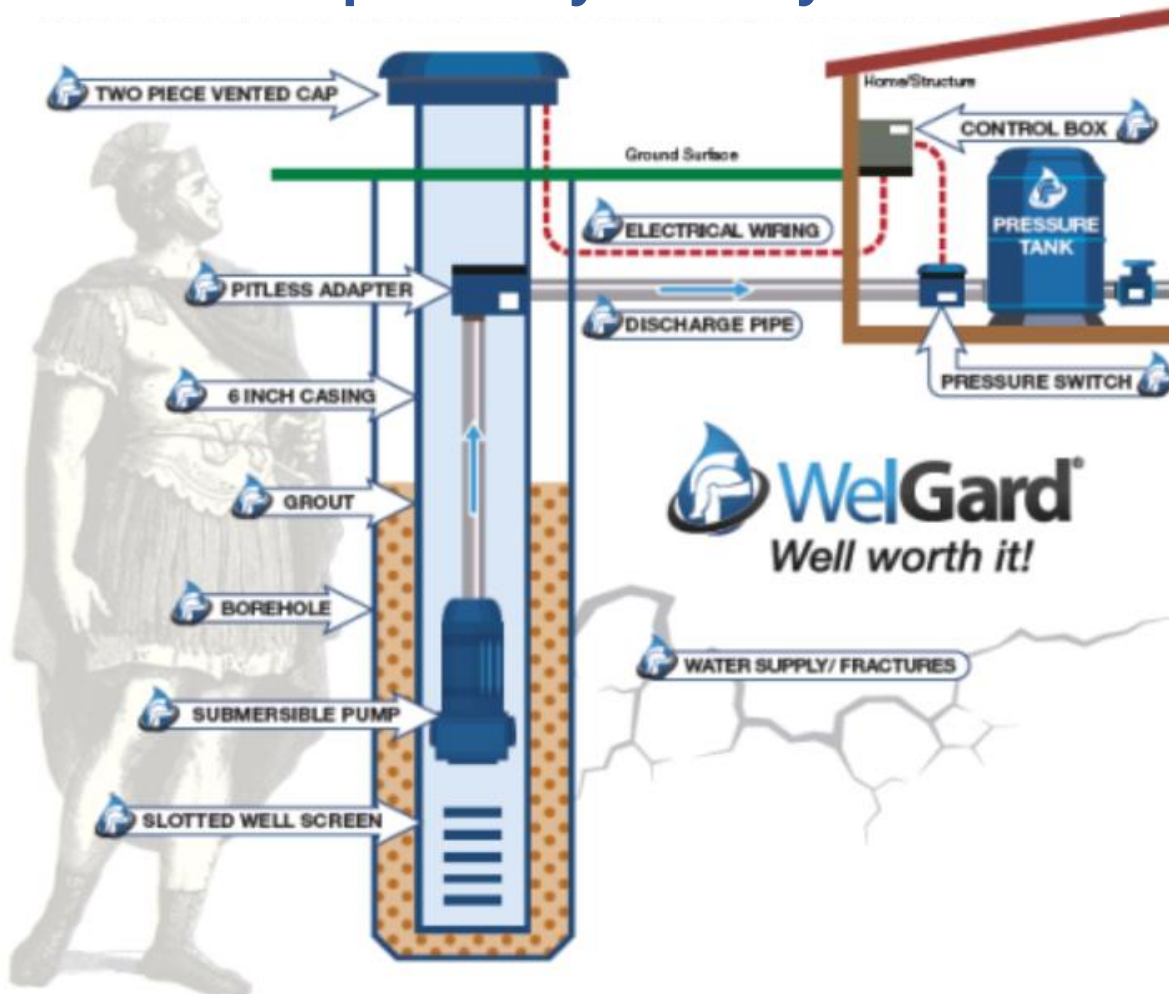 TWO PIECE VENTED CAP
Home/Structure
CONTROL BOX
Ground Surface
ELECTRICAL WIRING
PRESSURE
TANK
PITLESS ADAPTER
DISCHARGE PIPE
6 INCH CASING
PRESSURE SWITCH
GROUT
WelGard®
Well worth it!
BOREHOLE
WATER SUPPLY/ FRACTURES
SUBMERSIBLE PUMP
SLOTTED WELL SCREEN